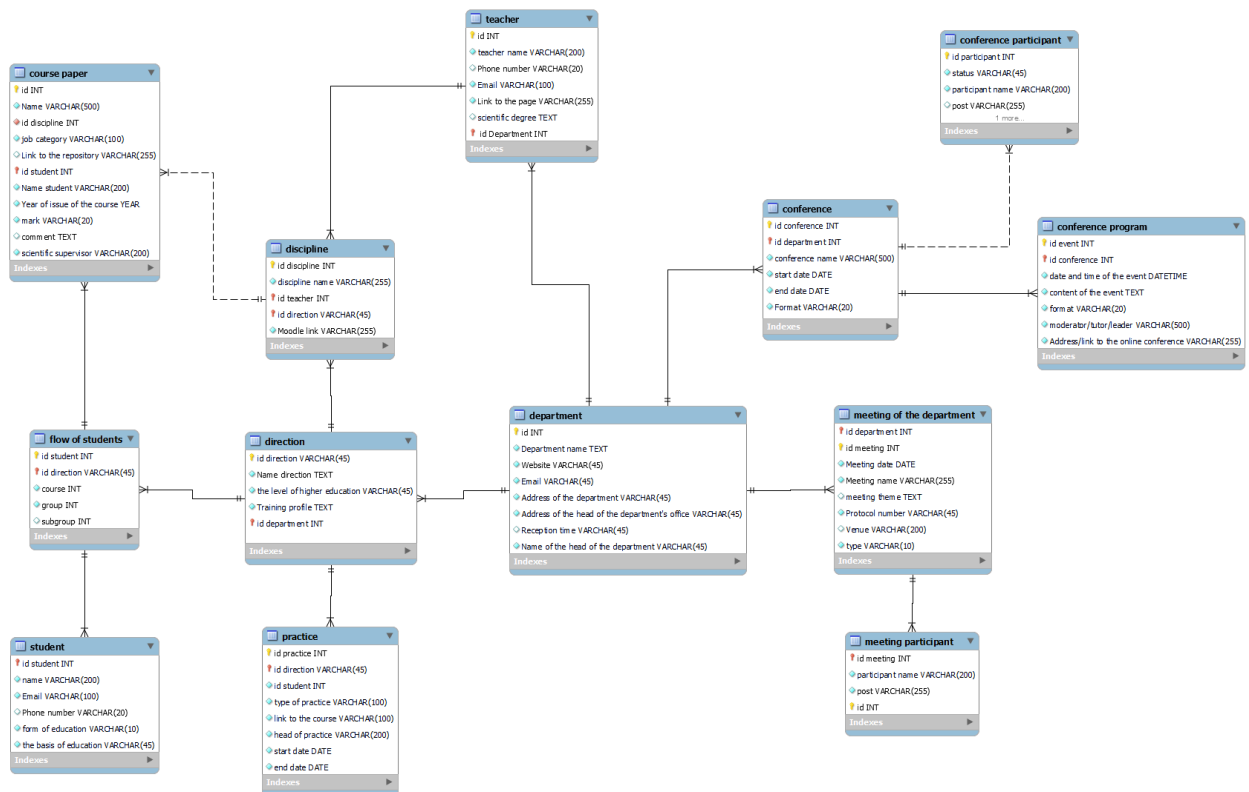 teacher
id INT
teacher name VARCHAR(200)
Phone number VARCHAR(20)
Email VARCHAR(100)
Link to the page VARCHAR(255)
scientific degree TEXT
id Department INT
Indexes
conference participant
id participant INT
status VARCHAR(45)
participant name VARCHAR(200)
post VARCHAR(255)
1 more...
Indexes
course paper
id INT
Name VARCHAR(500)
id discipline INT
job category VARCHAR(100)
Link to the repository VARCHAR(255)
id student INT
Name student VARCHAR(200)
Year of issue of the course YEAR
mark VARCHAR(20)
comment TEXT
scientific supervisor VARCHAR(200)
Indexes
conference
id conference INT
id department INT
conference name VARCHAR(500)
start date DATE
end date DATE
Format VARCHAR(20)
Indexes
conference program
id event INT
id conference INT
date and time of the event DATETIME
content of the event TEXT
format VARCHAR(20)
moderator/tutor/leader VARCHAR(500)
Address/link to the online conference VARCHAR(255)
Indexes
discipline
id discipline INT
discipline name VARCHAR(255)
id teacher INT
id direction VARCHAR(45)
Moodle link VARCHAR(255)
Indexes
flow of students
id student INT
id direction VARCHAR(45)
course INT
group INT
subgroup INT
Indexes
direction
id direction VARCHAR(45)
Name direction TEXT
the level of higher education VARCHAR(45)
Training profile TEXT
id department INT
Indexes
department
id INT
Department name TEXT
Website VARCHAR(45)
Email VARCHAR(45)
Address of the department VARCHAR(45)
Address of the head of the department's office VARCHAR(45)
Reception time VARCHAR(45)
Name of the head of the department VARCHAR(45)
Indexes
meeting of the department
id department INT
id meeting INT
Meeting date DATE
Meeting name VARCHAR(255)
meeting theme TEXT
Protocol number VARCHAR(45)
Venue VARCHAR(200)
type VARCHAR(10)
Indexes
student
id student INT
name VARCHAR(200)
Email VARCHAR(100)
Phone number VARCHAR(20)
form of education VARCHAR(10)
the basis of education VARCHAR(45)
Indexes
practice
id practice INT
id direction VARCHAR(45)
id student INT
type of practice VARCHAR(100)
link to the course VARCHAR(100)
head of practice VARCHAR(200)
start date DATE
end date DATE
Indexes
meeting participant
id meeting INT
participant name VARCHAR(200)
post VARCHAR(255)
id INT
Indexes